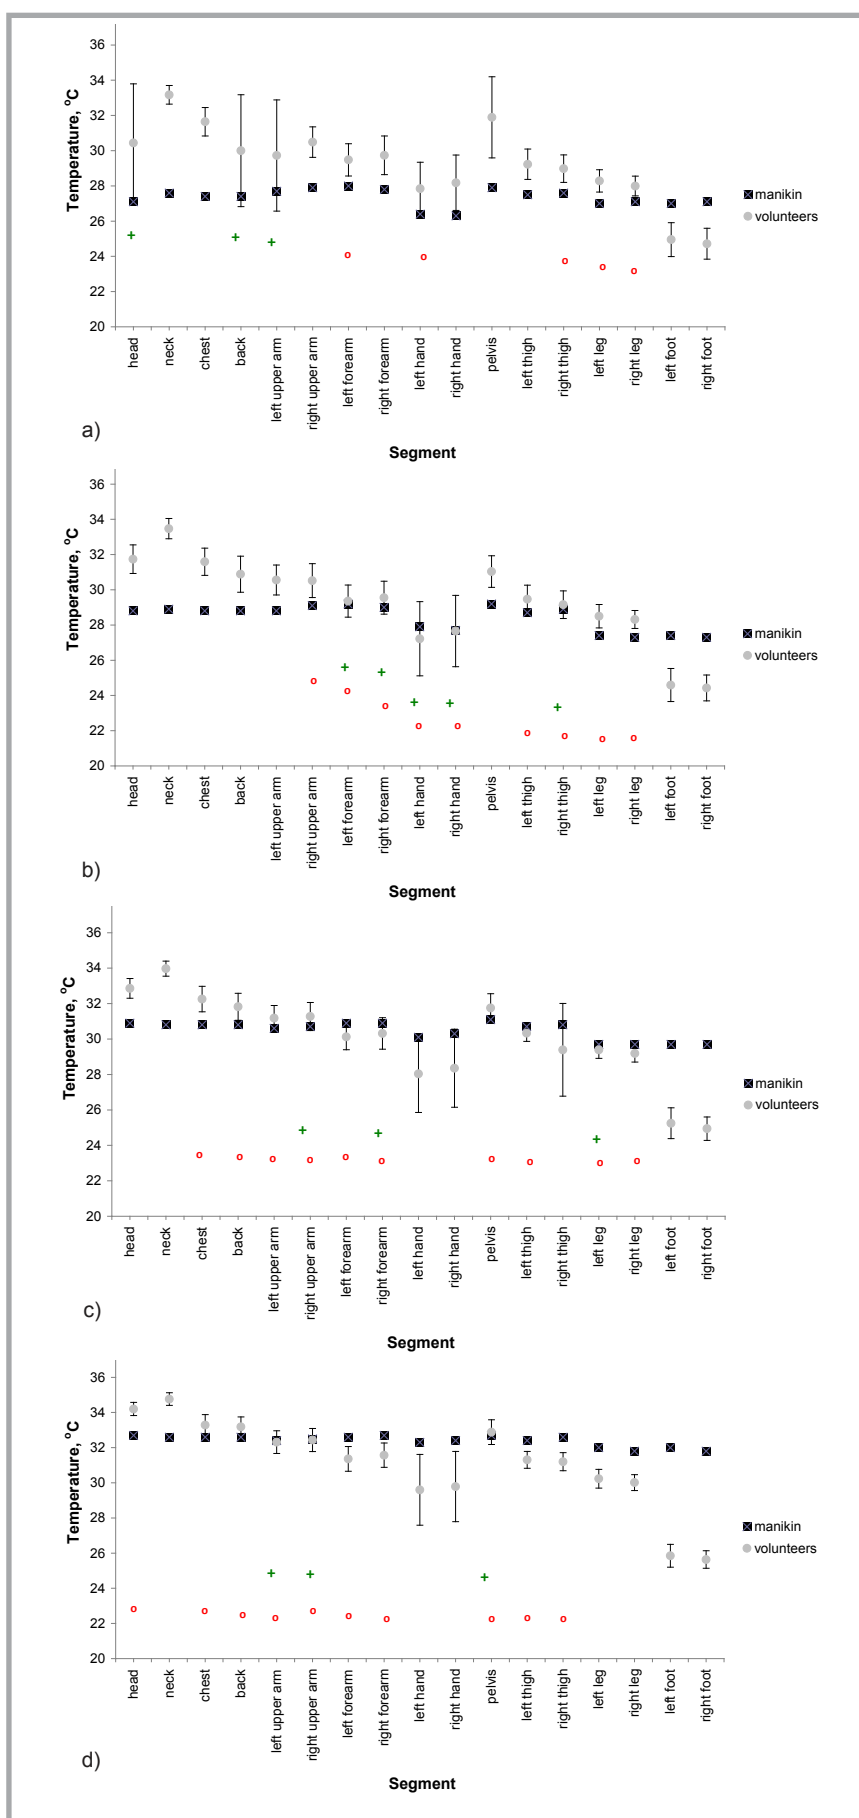 36
34
32
30
28
26
24
22
20
Temperature, °C
manikin
volunteers
head
neck
chest
back
left upper arm
right upper arm
left forearm
right forearm
left hand
right hand
pelvis
left thigh
right thigh
left leg
right leg
left foot
right foot
a)
Segment
36
34
32
30
28
26
24
22
20
Temperature, °C
manikin
volunteers
head
neck
chest
back
left upper arm
right upper arm
left forearm
right forearm
left hand
right hand
pelvis
left thigh
right thigh
left leg
right leg
left foot
right foot
b)
Segment
36
34
32
30
28
26
24
22
20
Temperature, °C
manikin
volunteers
head
neck
chest
back
left upper arm
right upper arm
left forearm
right forearm
left hand
right hand
pelvis
left thigh
right thigh
left leg
right leg
left foot
right foot
c)
Segment
36
34
32
30
28
26
24
22
20
Temperature, °C
manikin
volunteers
head
neck
chest
back
left upper arm
right upper arm
left forearm
right forearm
left hand
right hand
pelvis
left thigh
right thigh
left leg
right leg
left foot
right foot
d)
Segment